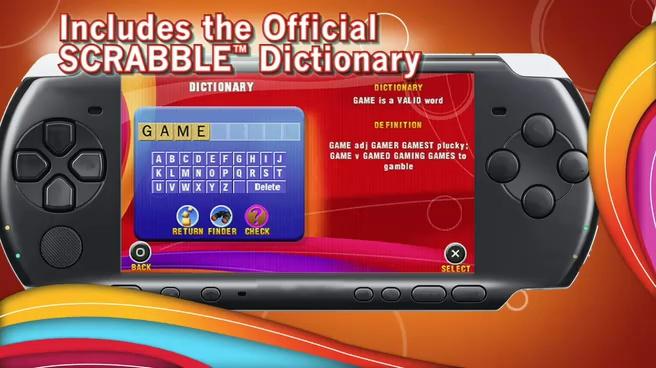 Includes the Official
SCRABBLE™ Dictionary
DICTIONARY
GAME
A B C D E F G H I J
K L M N O P Q R S T
U V W X Y Z Delete
RETURN FINDER CHECK
BACK
DICTIONARY
GAME is a VALID word
DEFINITION
GAME adj GAMER GAMEST plucky;
GAME v GAMED GAMING GAMES to
gamble
SELECT